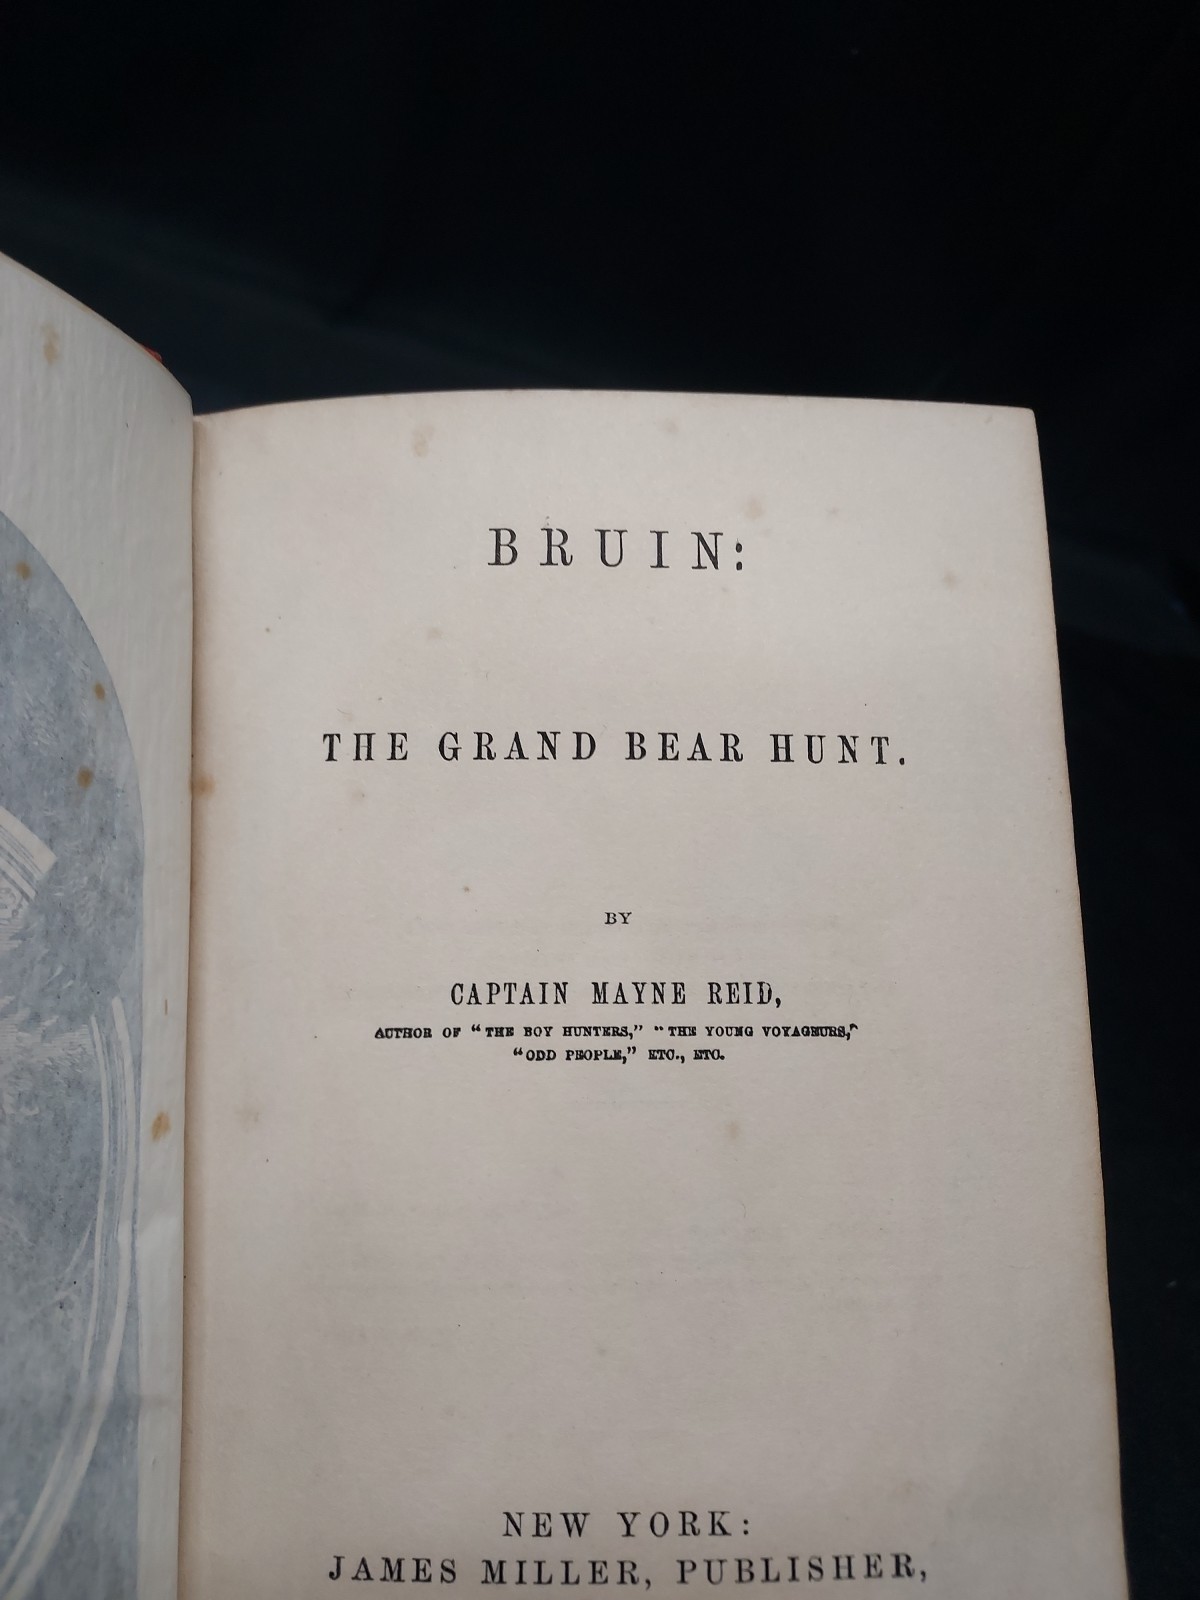 BRUIN:
THE GRAND BEAR HUNT.
BY
CAPTAIN MAYNE REID,
AUTHOR OF "THE BOY HUNTERS," "THE YOUNG VOYAGEURS,"
"ODD PEOPLE," ETC., ETC.
NEW YORK:
JAMES MILLER, PUBLISHER,